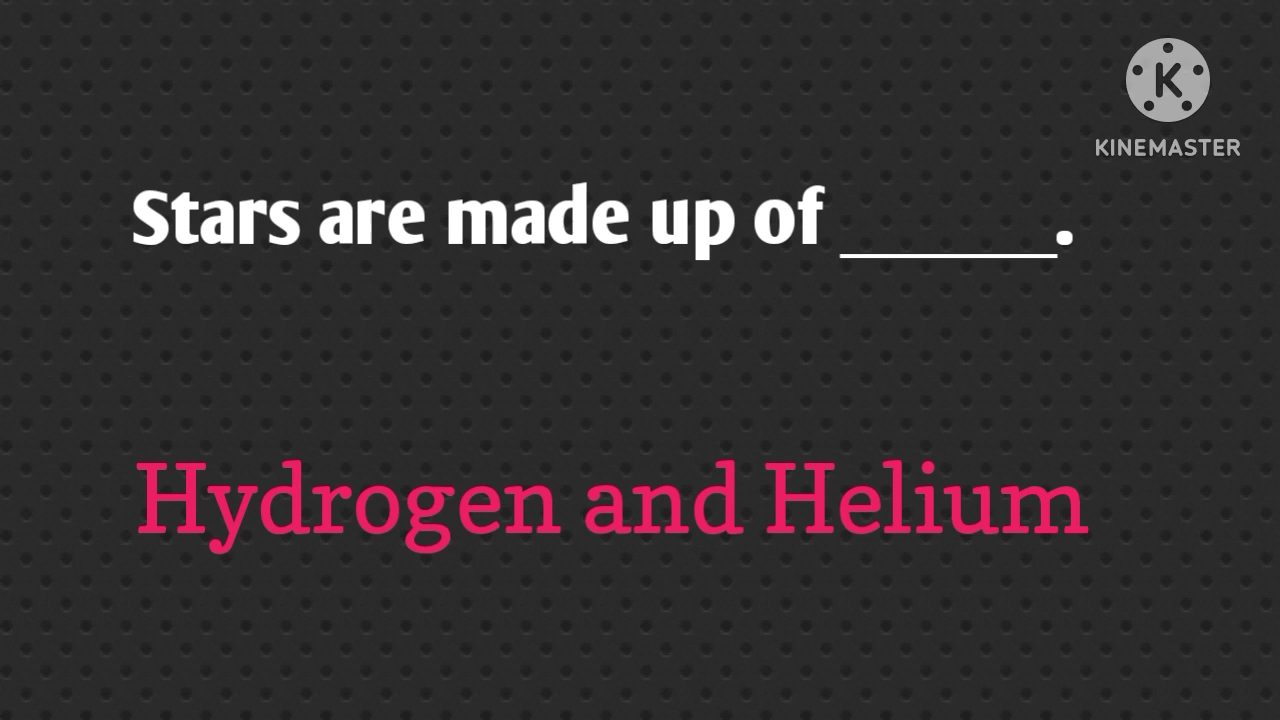 K
KINEMASTER
Stars are made up of ______.
Hydrogen and Helium